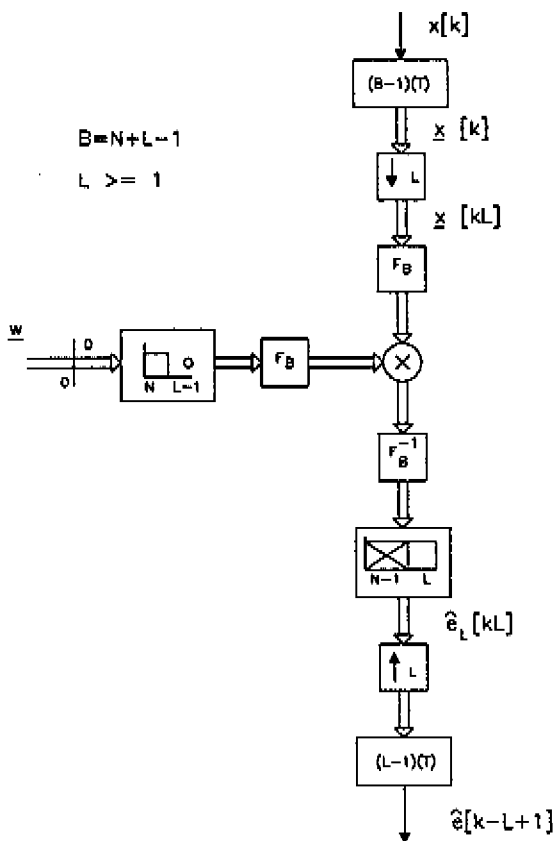 x[k]
(B-1)(T)
B=N+L-1
x [k]
L >= 1
↓ L
x [kL]
F_B
w
0
0
0
N L-1
F_B
×
F_B^-1
N-1 L
ê_L[kL]
↑ L
(L-1)(T)
ê[k-L+1]